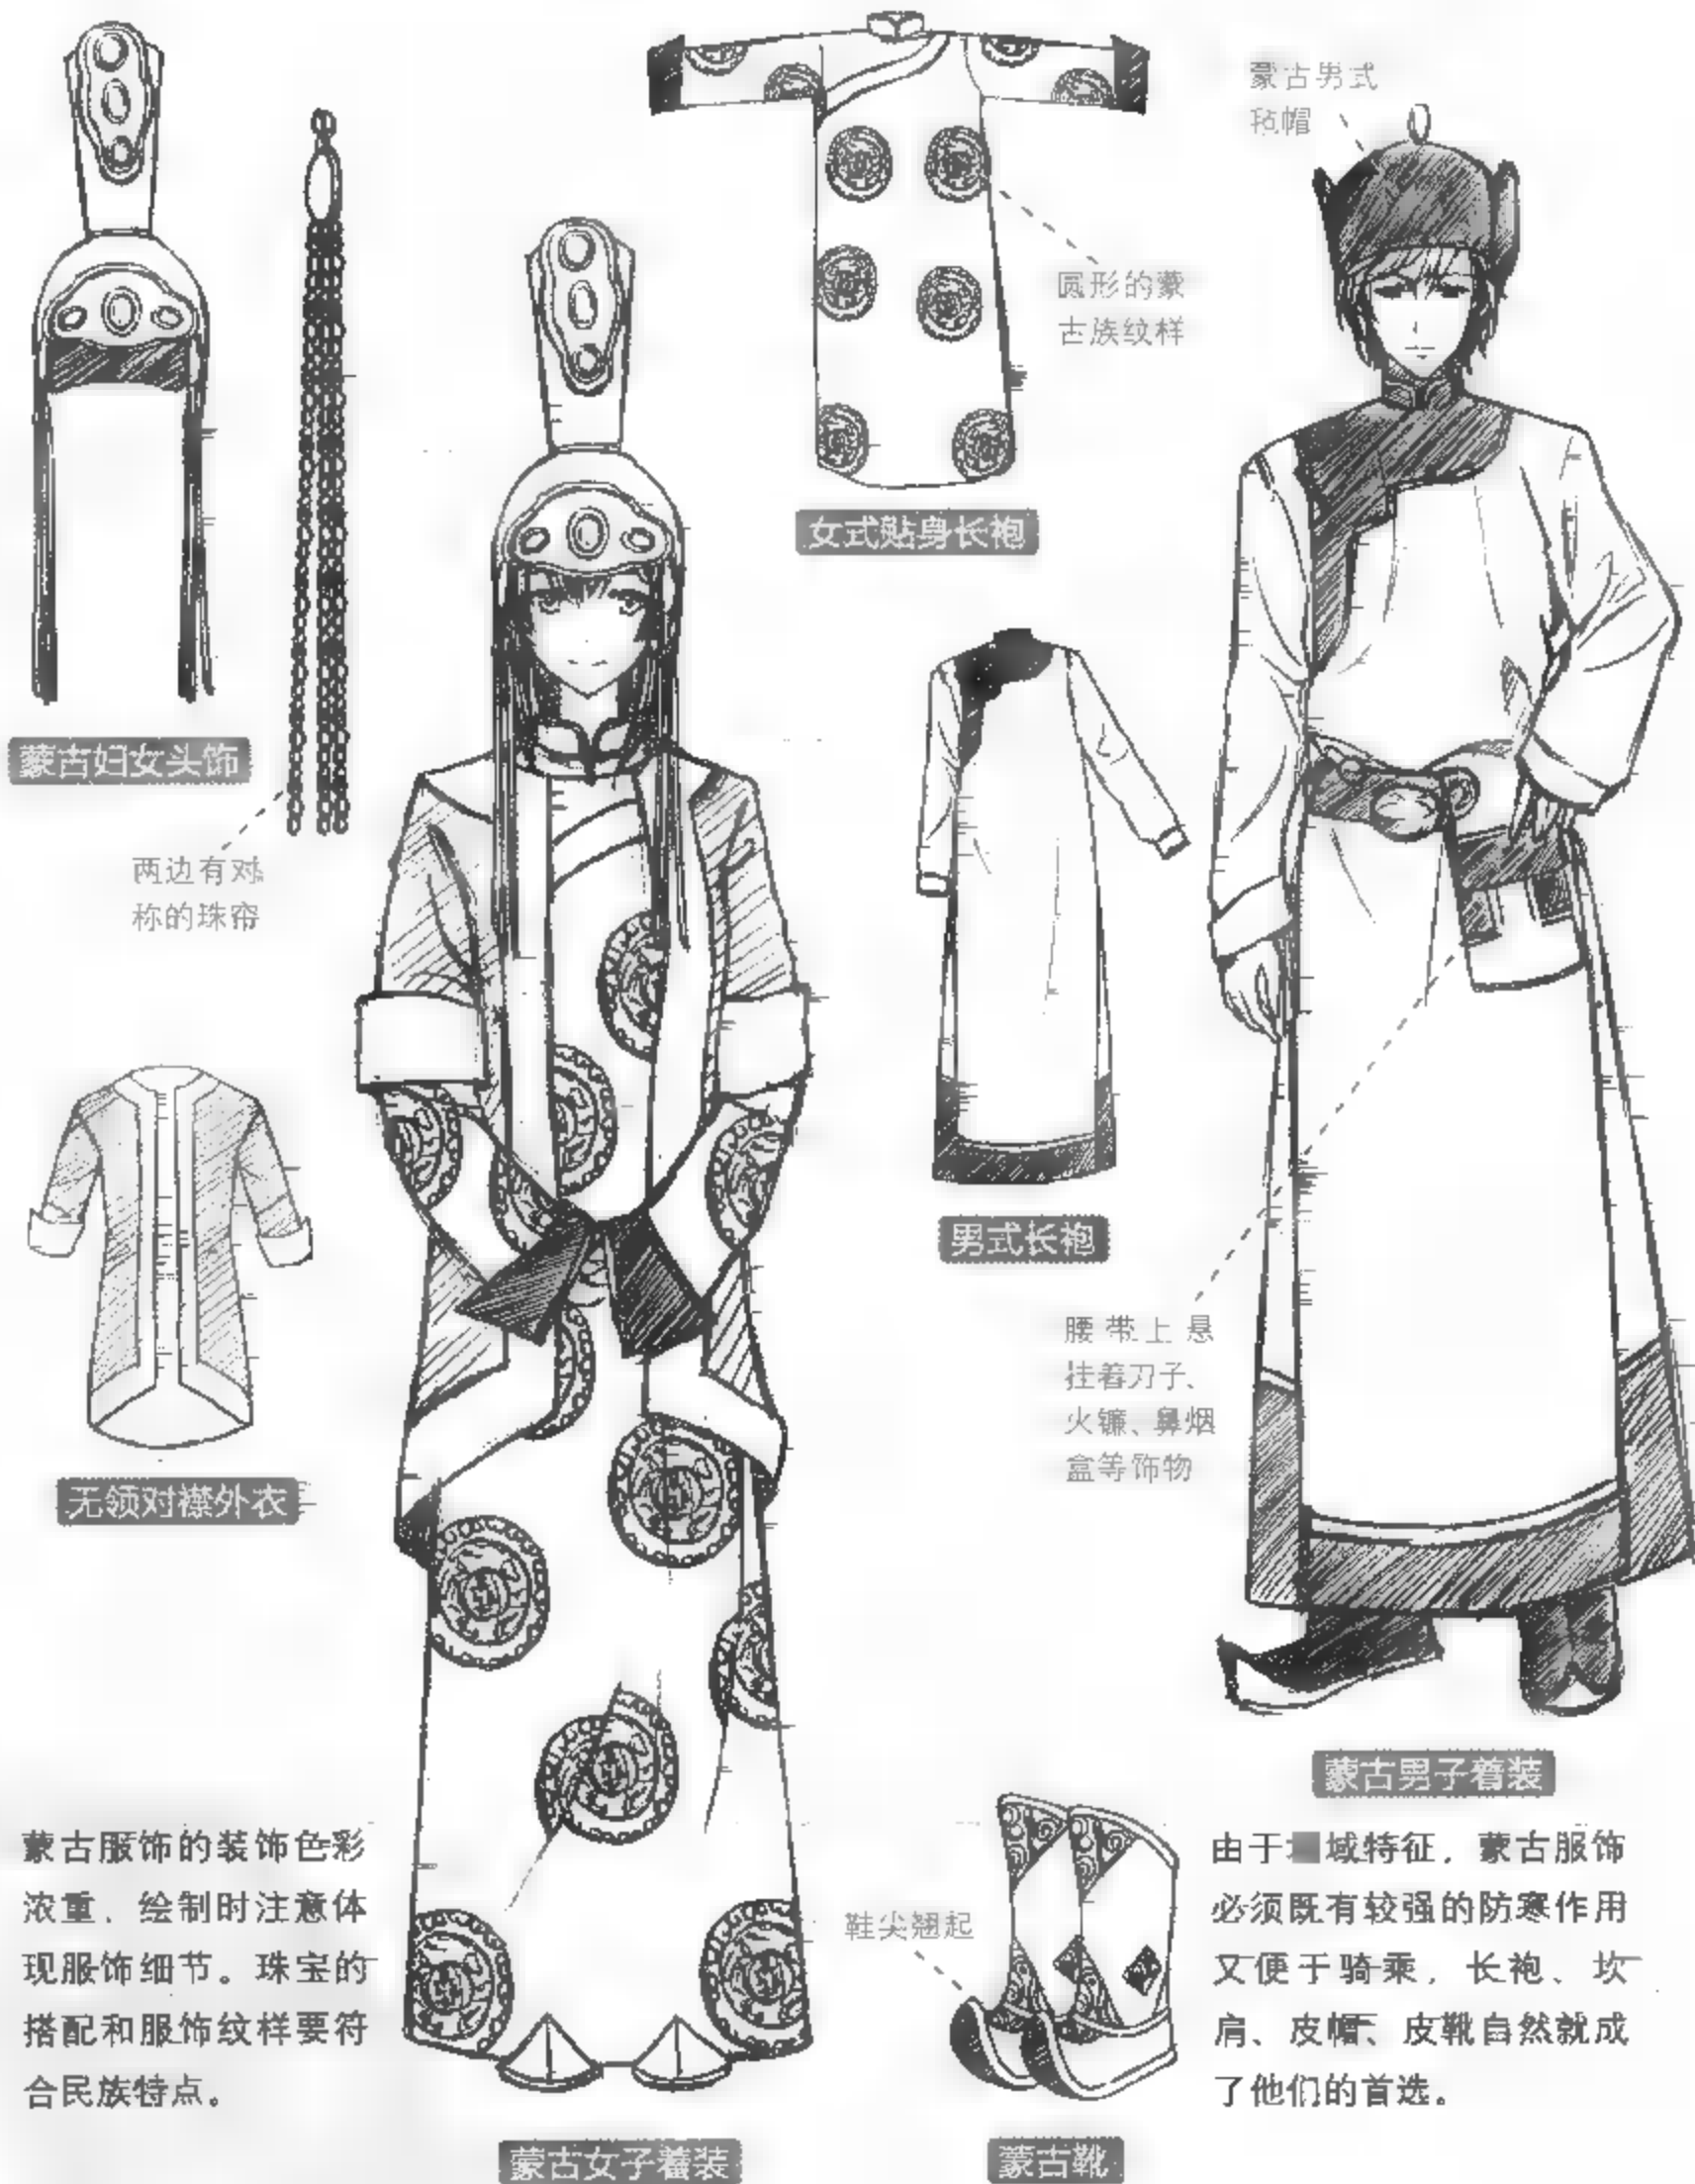 蒙古男式
毡帽
圆形的蒙
古族纹样
女式贴身长袍
蒙古妇女头饰
两边有对
称的珠帘
男式长袍
腰带上悬
挂着刀子、
火镰、鼻烟
盒等饰物
无领对襟外衣
蒙古男子着装
蒙古服饰的装饰色彩
浓重,绘制时注意体
现服饰细节。珠宝的
搭配和服饰纹样要符
合民族特点。
鞋尖翘起
由于域特征,蒙古服饰
必须既有较强的防寒作用
又便于骑乘,长袍、坎
肩、皮帽、皮靴自然就成
了他们的首选。
蒙古女子着装
蒙古靴